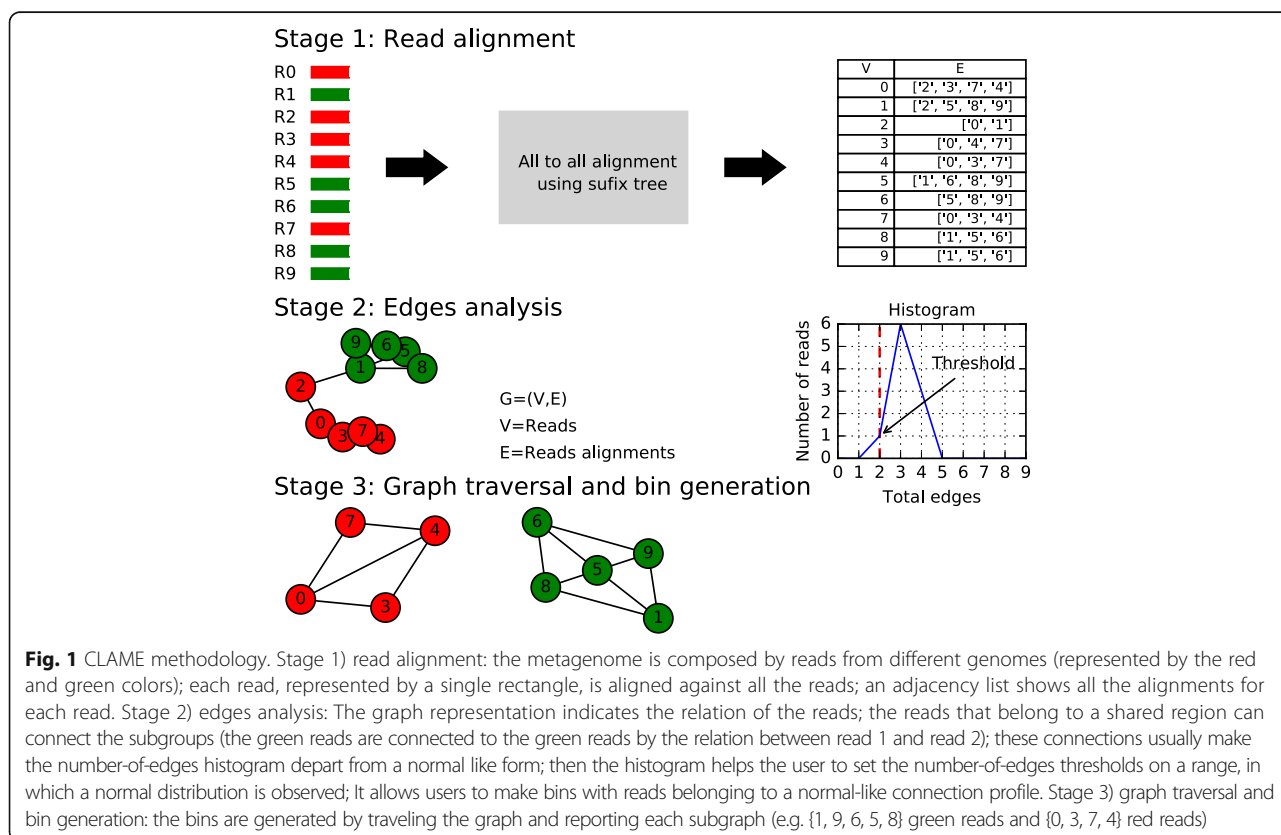 Stage 1: Read alignment
R0
R1
R2
R3
R4
R5
R6
R7
R8
R9
All to all alignment
using sufix tree
V E
0 ['2', '3', '7', '4']
1 ['2', '5', '8', '9']
2 ['0', '1']
3 ['0', '4', '7']
4 ['0', '3', '7']
5 ['1', '6', '8', '9']
6 ['5', '8', '9']
7 ['0', '3', '4']
8 ['1', '5', '6']
9 ['1', '5', '6']
Stage 2: Edges analysis
9 6 5
1 8
2
0 3 7 4
G=(V,E)
V=Reads
E=Reads alignments
Histogram
Number of reads
6
5
4
3
2
1
0
Threshold
0 1 2 3 4 5 6 7 8 9
Total edges
Stage 3: Graph traversal and bin generation
7 4
0 3
6 9
5
8 1
Fig. 1 CLAME methodology. Stage 1) read alignment: the metagenome is composed by reads from different genomes (represented by the red
and green colors); each read, represented by a single rectangle, is aligned against all the reads; an adjacency list shows all the alignments for
each read. Stage 2) edges analysis: The graph representation indicates the relation of the reads; the reads that belong to a shared region can
connect the subgroups (the green reads are connected to the green reads by the relation between read 1 and read 2); these connections usually make
the number-of-edges histogram depart from a normal like form; then the histogram helps the user to set the number-of-edges thresholds on a range, in
which a normal distribution is observed; It allows users to make bins with reads belonging to a normal-like connection profile. Stage 3) graph traversal and
bin generation: the bins are generated by traveling the graph and reporting each subgraph (e.g. {1, 9, 6, 5, 8} green reads and {0, 3, 7, 4} red reads)